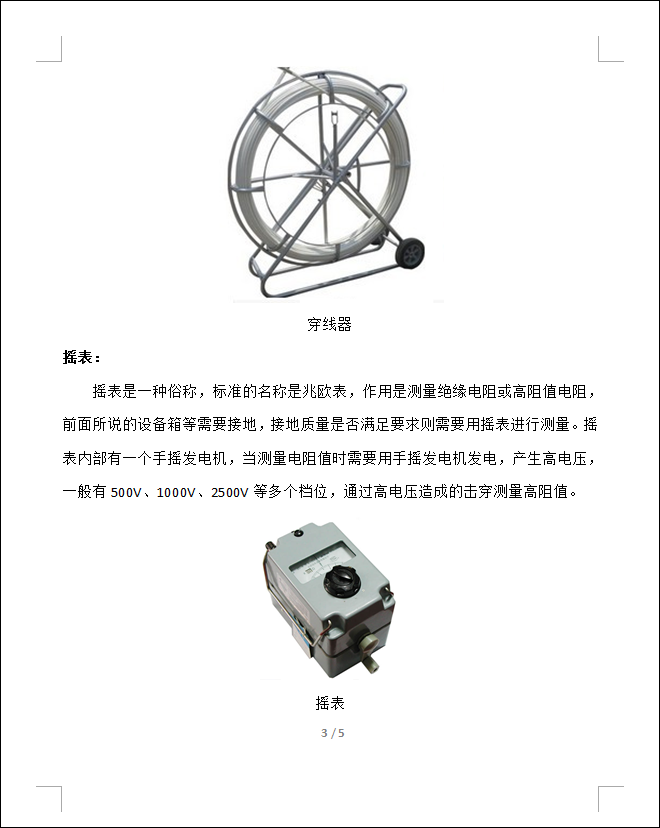 穿线器
摇表：
摇表是一种俗称，标准的名称是兆欧表，作用是测量绝缘电阻或高阻值电阻，
前面所说的设备箱等需要接地，接地质量是否满足要求则需要用摇表进行测量。摇
表内部有一个手摇发电机，当测量电阻值时需要用手摇发电机发电，产生高电压，
一般有 500V、1000V、2500V 等多个档位，通过高电压造成的击穿测量高阻值。
摇表
3 / 5